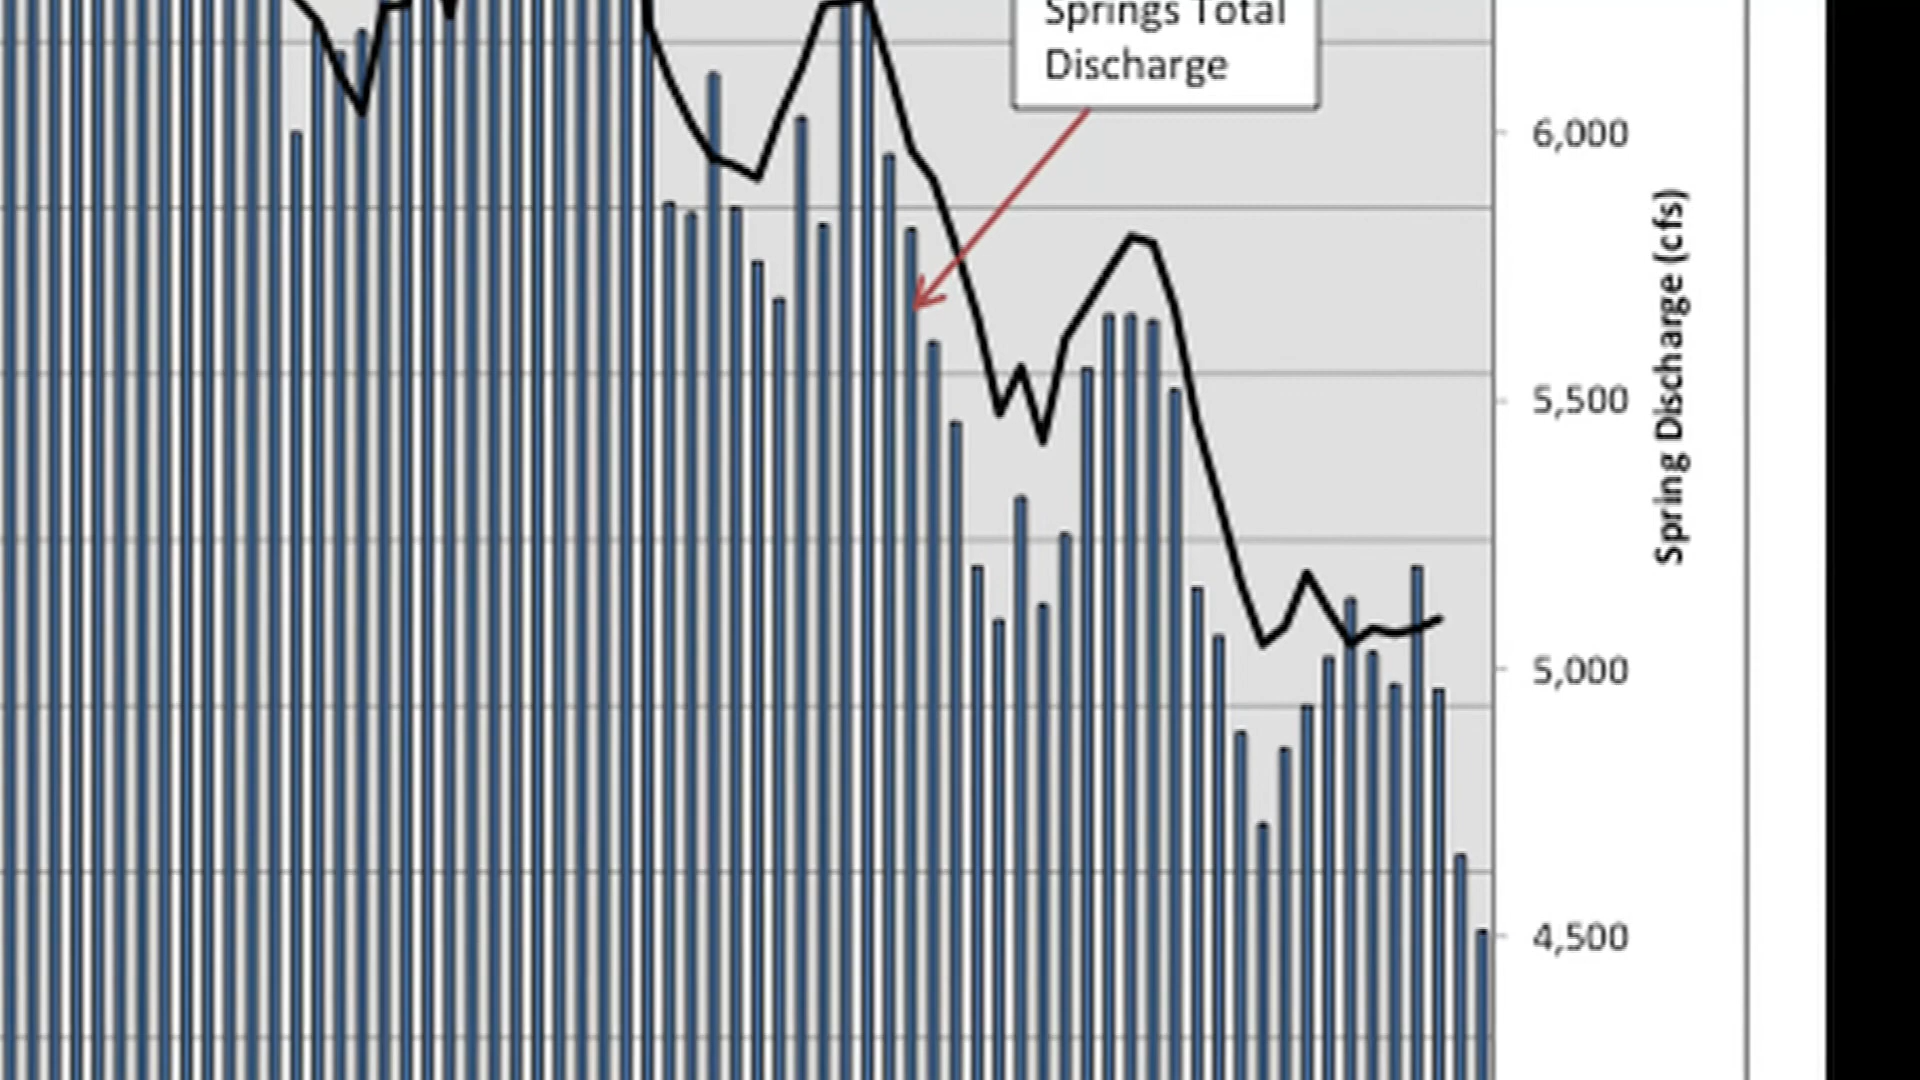 Springs Total
Discharge
6,000
5,500
5,000
4,500
Spring Discharge (cfs)